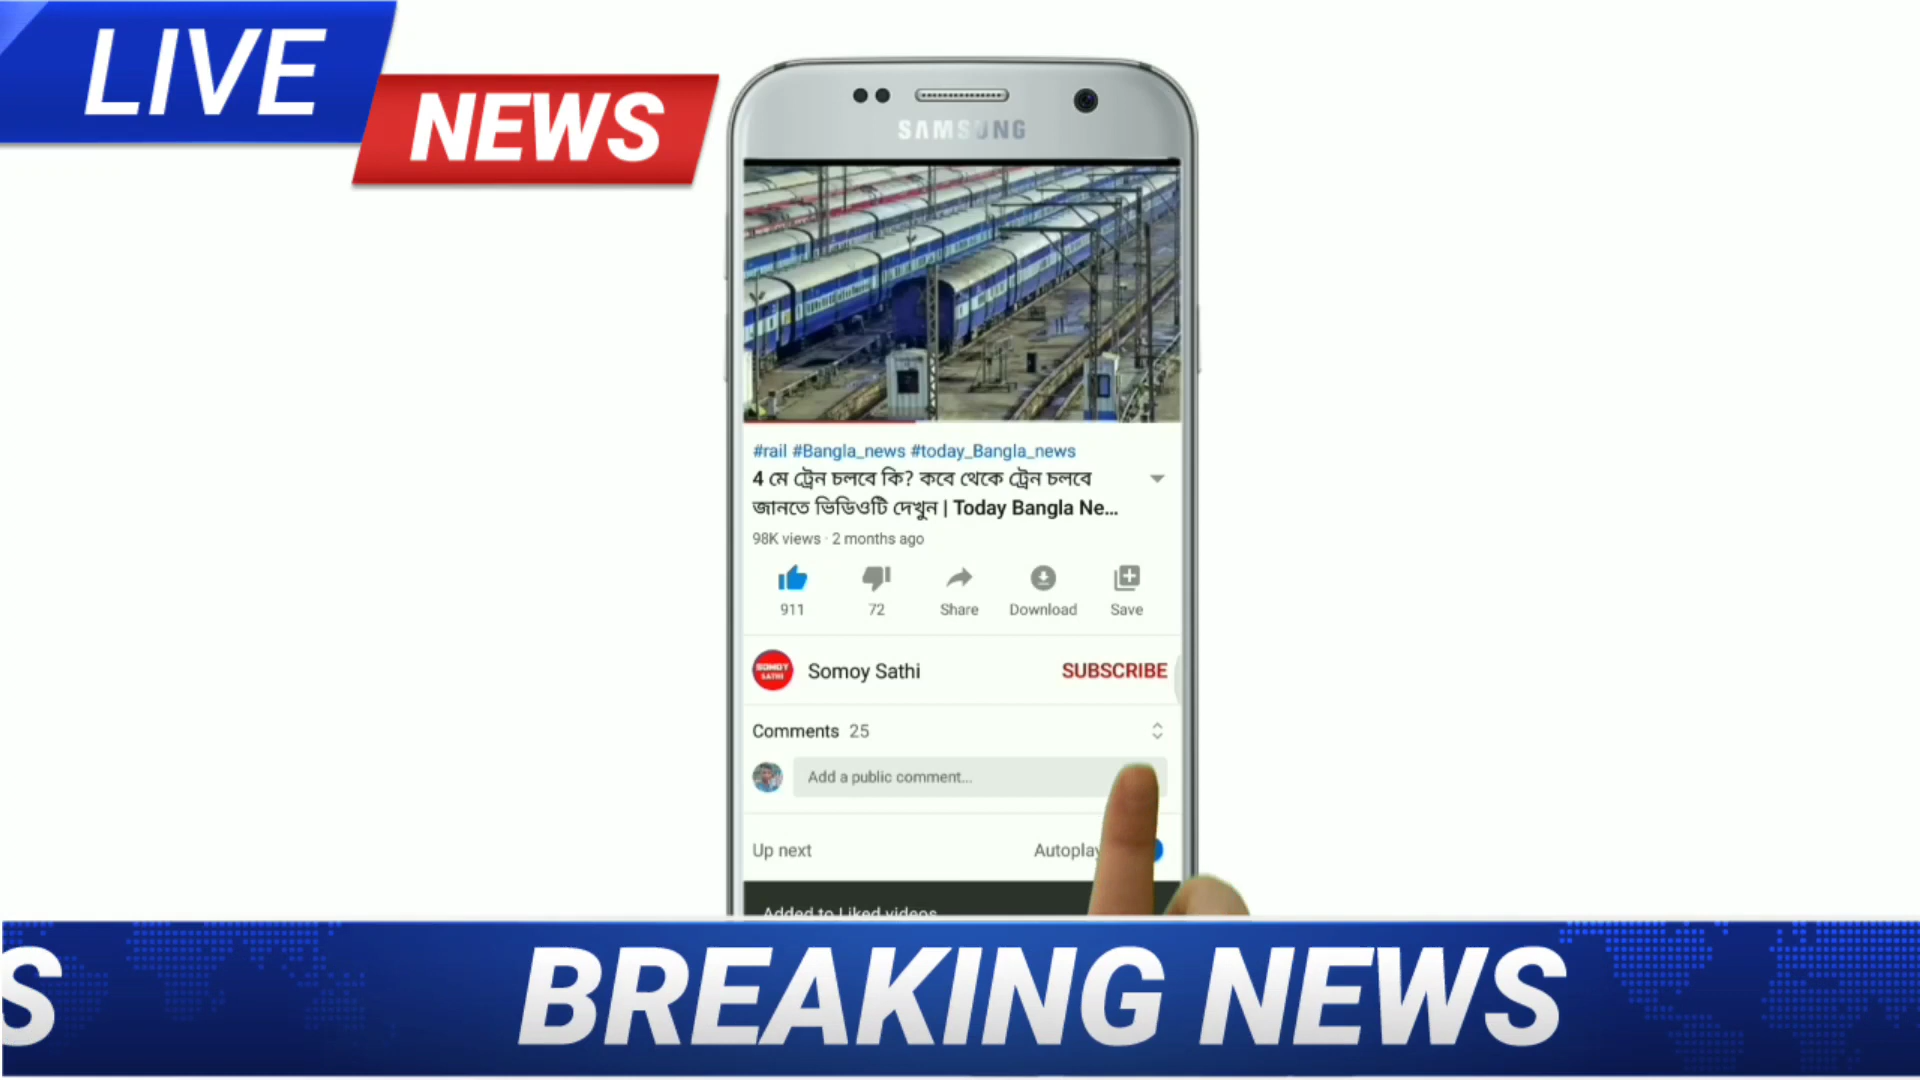 LIVE
NEWS
SAMSUNG
#rail #Bangla_news #today_Bangla_news
4 মে ট্রেন চলবে কি? কবে থেকে ট্রেন চলবে
জানতে ভিডিওটি দেখুন | Today Bangla Ne...
98K views · 2 months ago
911
72
Share
Download
Save
SOMOY
SATHI
Somoy Sathi
SUBSCRIBE
Comments 25
Add a public comment...
Up next
Autoplay
Added to Liked videos
S
BREAKING NEWS